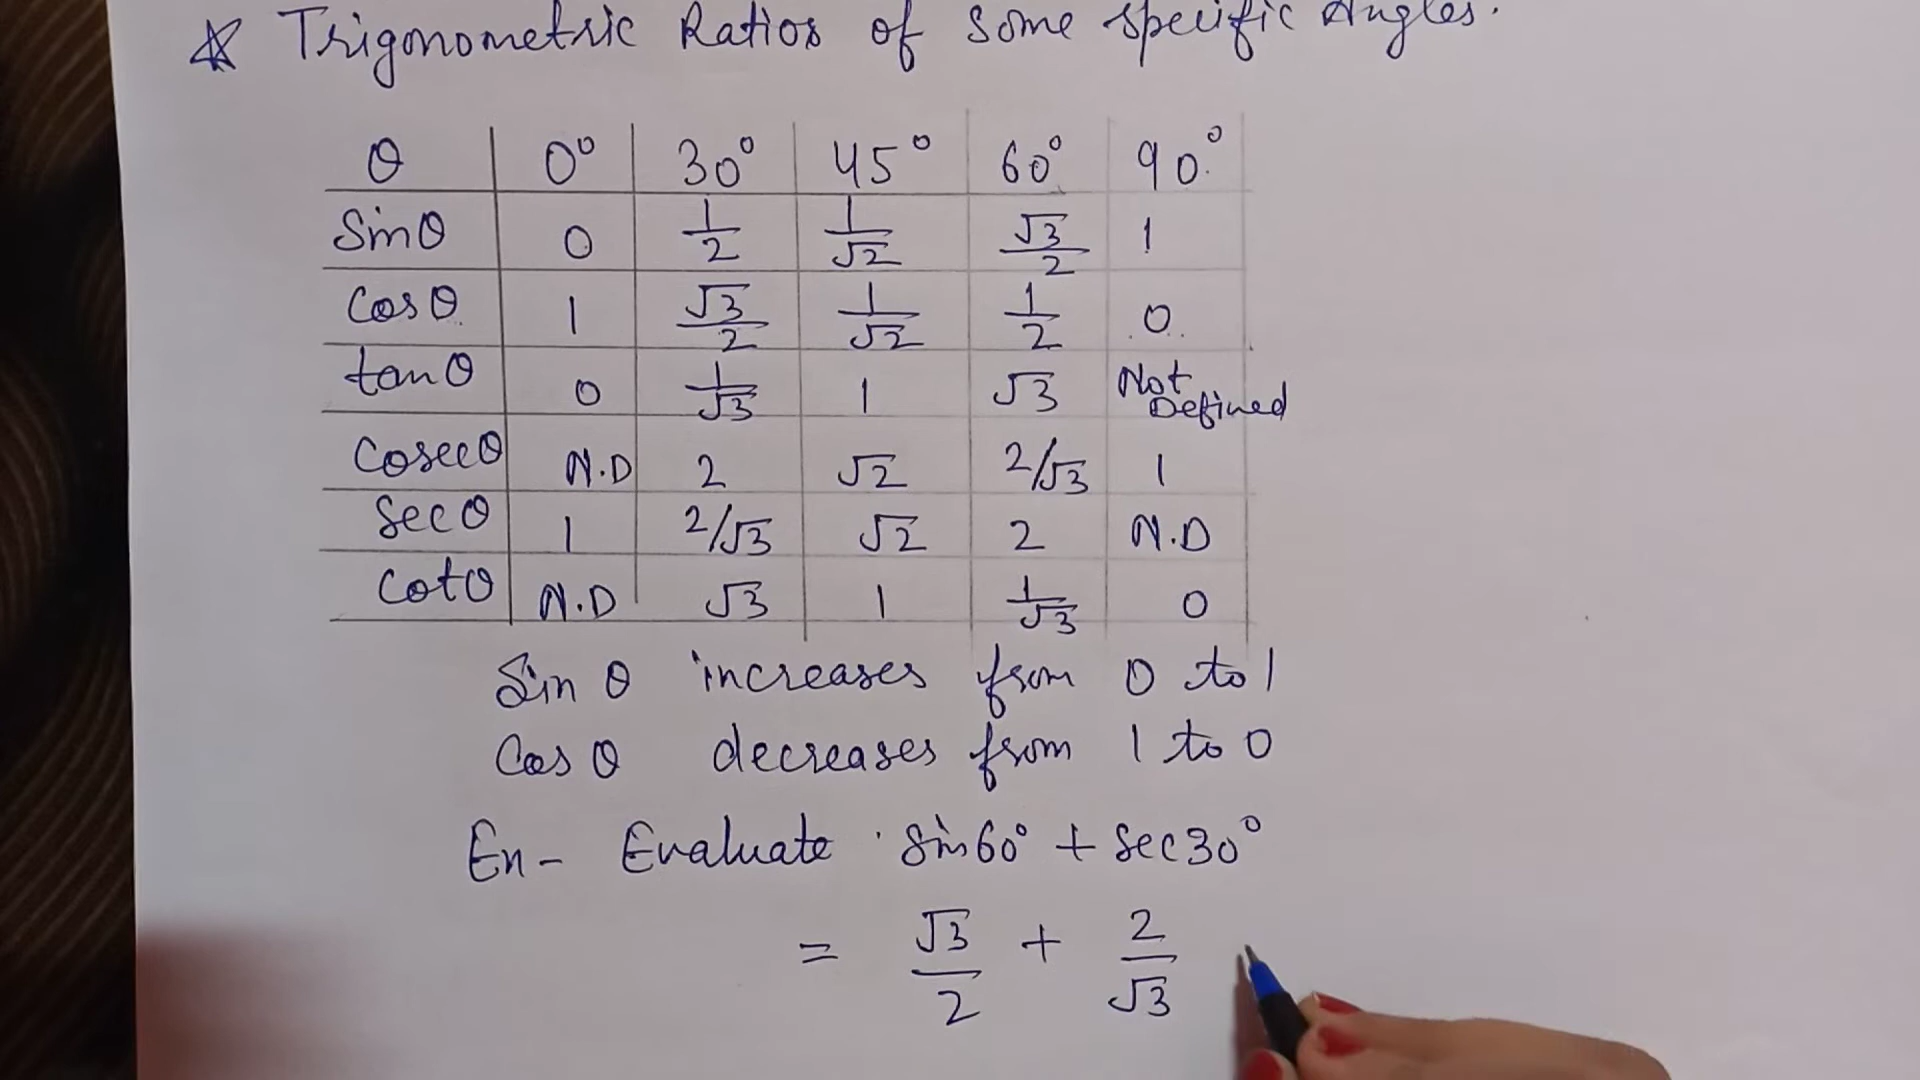 ☆ Trigonometric Ratios of Some specific Angles.
θ 0° 30° 45° 60° 90°
Sinθ 0 1/2 1/√2 √3/2 1
Cosθ 1 √3/2 1/√2 1/2 0
tanθ 0 1/√3 1 √3 Not Defined
Cosecθ N.D 2 √2 2/√3 1
Secθ 1 2/√3 √2 2 N.D
Cotθ N.D √3 1 1/√3 0
Sin θ increases from 0 to 1
Cos θ decreases from 1 to 0
Ex- Evaluate Sin60° + Sec30°
= √3/2 + 2/√3